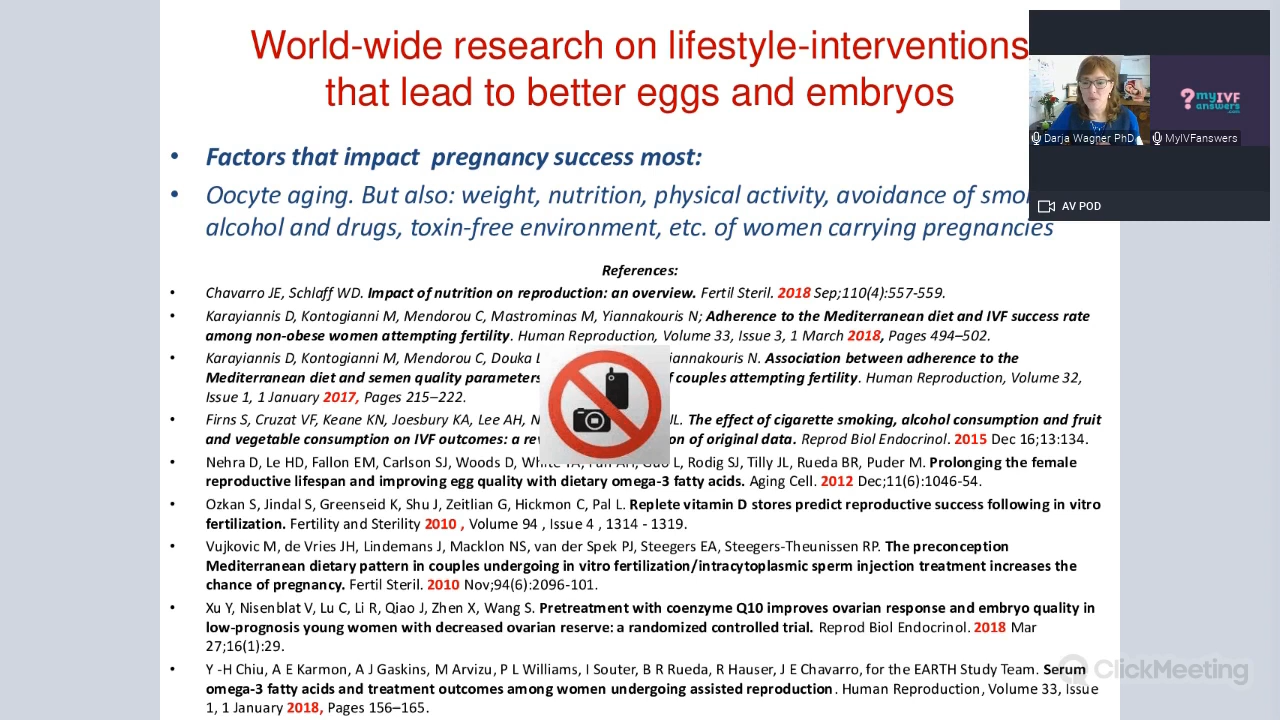 World-wide research on lifestyle-interventions
that lead to better eggs and embryos
• Factors that impact pregnancy success most:
• Oocyte aging. But also: weight, nutrition, physical activity, avoidance of
alcohol and drugs, toxin-free environment, etc. of women carrying pregnancies
References:
• Chavarro JE, Schlaff WD. Impact of nutrition on reproduction: an overview. Fertil Steril. 2018 Sep;110(4):557-559.
• Karayiannis D, Kontogianni M, Mendorou C, Mastrominas M, Yiannakouris N; Adherence to the Mediterranean diet and IVF success rate
among non-obese women attempting fertility. Human Reproduction, Volume 33, Issue 3, 1 March 2018, Pages 494–502.
• Karayiannis D, Kontogianni M, Mendorou C, Douka iannakouris N. Association between adherence to the
Mediterranean diet and semen quality parameters f couples attempting fertility. Human Reproduction, Volume 32,
Issue 1, 1 January 2017, Pages 215–222.
• Firns S, Cruzat VF, Keane KN, Joesbury KA, Lee AH, The effect of cigarette smoking, alcohol consumption and fruit
and vegetable consumption on IVF outcomes: a on of original data. Reprod Biol Endocrinol. 2015 Dec 16;13:134.
• Nehra D, Le HD, Fallon EM, Carlson SJ, Woods D, L, Rodig SJ, Tilly JL, Rueda BR, Puder M. Prolonging the female
reproductive lifespan and improving egg quality with dietary omega-3 fatty acids. Aging Cell. 2012 Dec;11(6):1046-54.
• Ozkan S, Jindal S, Greenseid K, Shu J, Zeitlian G, Hickmon C, Pal L. Replete vitamin D stores predict reproductive success following in vitro
fertilization. Fertility and Sterility 2010 , Volume 94 , Issue 4 , 1314 - 1319.
• Vujkovic M, de Vries JH, Lindemans J, Macklon NS, van der Spek PJ, Steegers EA, Steegers-Theunissen RP. The preconception
Mediterranean dietary pattern in couples undergoing in vitro fertilization/intracytoplasmic sperm injection treatment increases the
chance of pregnancy. Fertil Steril. 2010 Nov;94(6):2096-101.
• Xu Y, Nisenblat V, Lu C, Li R, Qiao J, Zhen X, Wang S. Pretreatment with coenzyme Q10 improves ovarian response and embryo quality in
low-prognosis young women with decreased ovarian reserve: a randomized controlled trial. Reprod Biol Endocrinol. 2018 Mar
27;16(1):29.
• Y -H Chiu, A E Karmon, A J Gaskins, M Arvizu, P L Williams, I Souter, B R Rueda, R Hauser, J E Chavarro, for the EARTH Study Team. Serum
omega-3 fatty acids and treatment outcomes among women undergoing assisted reproduction. Human Reproduction, Volume 33, Issue
1, 1 January 2018, Pages 156–165.
?myIVF
answers
.com
Darja Wagner PhD
MyIVFanswers
AV POD
ClickMeeting